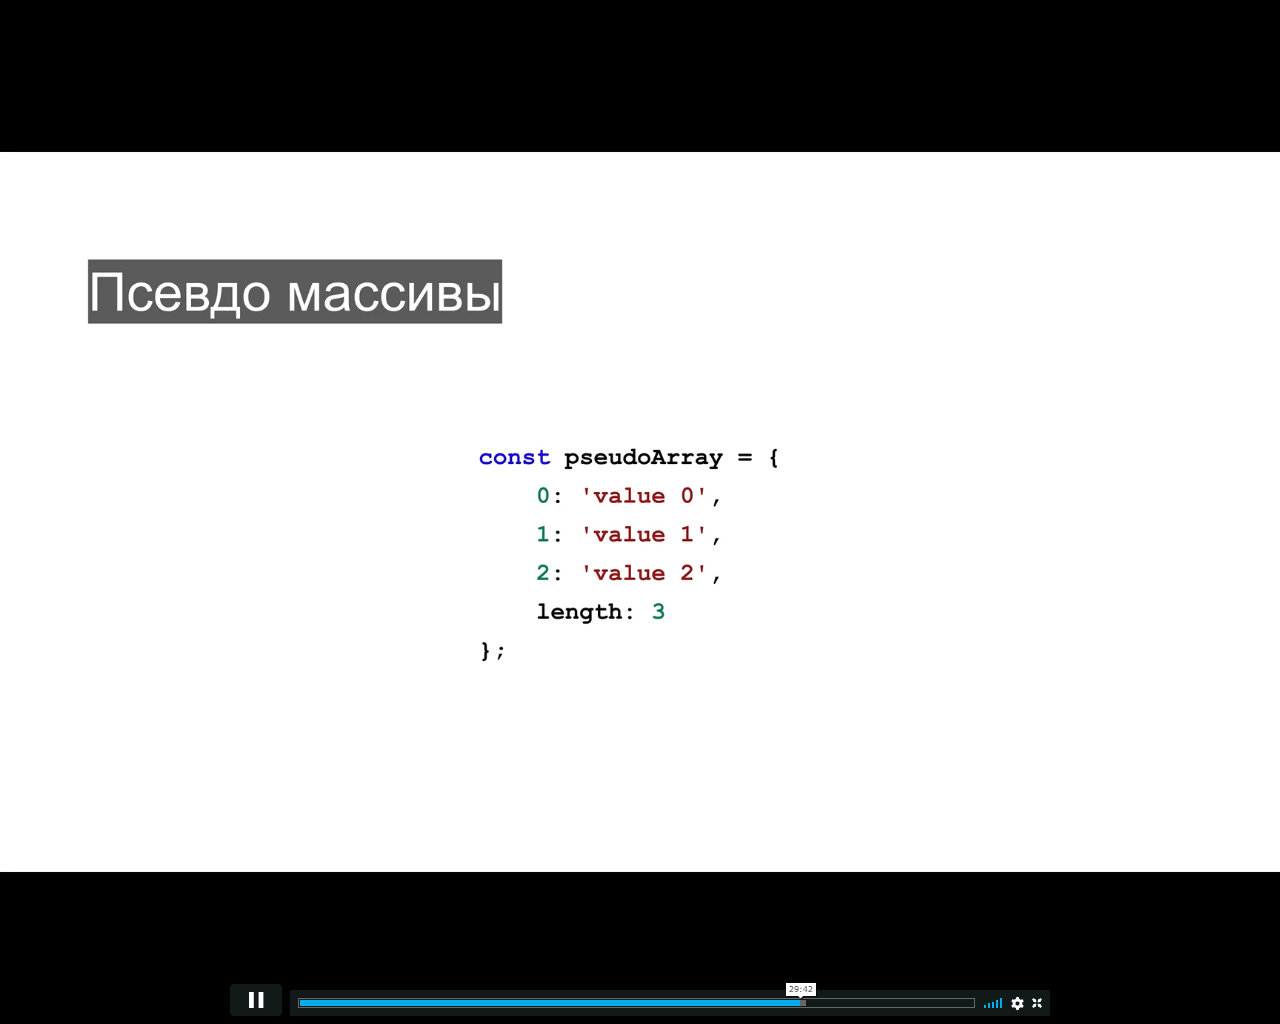 Псевдо массивы
const pseudoArray = {
    0: 'value 0',
    1: 'value 1',
    2: 'value 2',
    length: 3
};
29:42